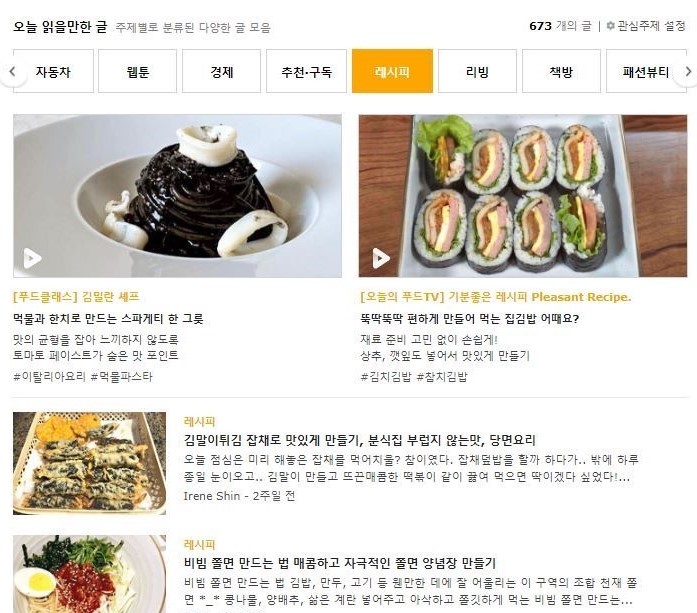 오늘 읽을만한 글 주제별로 분류된 다양한 글 모음 673 개의 글 | 관심주제 설정
자동차 웹툰 경제 추천·구독 레시피 리빙 책방 패션뷰티
[푸드클래스] 김밀란 셰프
먹물과 한치로 만드는 스파게티 한 그릇
맛의 균형을 잡아 느끼하지 않도록
토마토 페이스트가 숨은 맛 포인트
#이탈리아요리 #먹물파스타
[오늘의 푸드TV] 기분좋은 레시피 Pleasant Recipe.
뚝딱뚝딱 편하게 만들어 먹는 집김밥 어때요?
재료 준비 고민 없이 손쉽게!
상추, 깻잎도 넣어서 맛있게 만들기
#김치김밥 #참치김밥
레시피
김말이튀김 잡채로 맛있게 만들기, 분식집 부럽지 않는맛, 당면요리
오늘 점심은 미리 해놓은 잡채를 먹어치울? 참이였다. 잡채덮밥을 할까 하다가.. 밖에 하루
종일 눈이오고.. 김말이 만들고 뜨끈매콤한 떡볶이 같이 끓여 먹으면 딱이겠다 싶었다!...
Irene Shin - 2주일 전
레시피
비빔 쫄면 만드는 법 매콤하고 자극적인 쫄면 양념장 만들기
비빔 쫄면 만드는 법 김밥, 만두, 고기 등 웬만한 데에 잘 어울리는 이 구역의 조합 천재 쫄
면 *_* 콩나물, 양배추, 삶은 계란 넣어주고 아삭하고 쫄깃하게 먹는 비빔 쫄면 만드는...